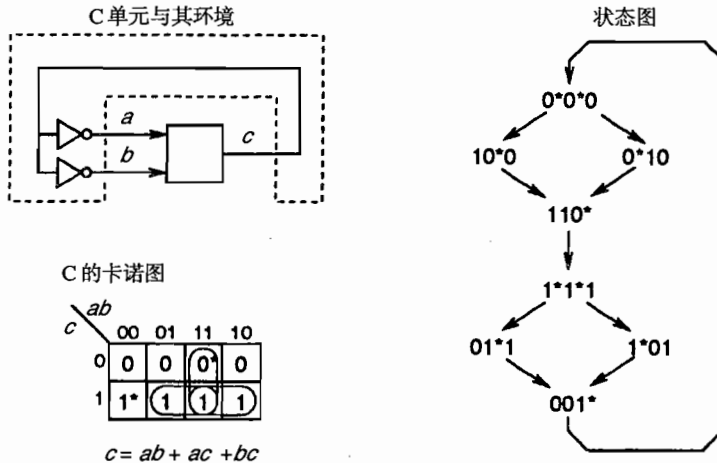 C单元与其环境
a
b
c
C的卡诺图
ab
c
00 01 11 10
0 0 0 0* 0
1 1* 1 1 1
c = ab + ac +bc
状态图
0*0*0
10*0 0*10
110*
1*1*1
01*1 1*01
001*